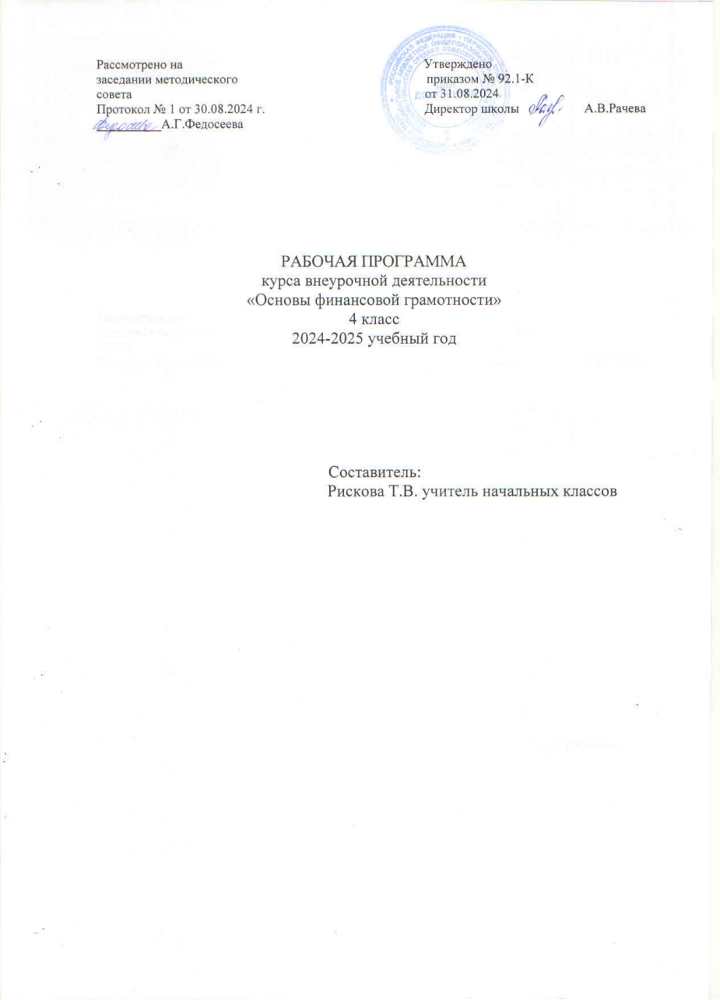 Рассмотрено на
заседании методического
совета
Протокол № 1 от 30.08.2024 г.
А.Г.Федосеева
Утверждено
приказом № 92.1-К
от 31.08.2024
Директор школы А.В.Рачева
РОССИЙСКАЯ ФЕДЕРАЦИЯ
РАБОЧАЯ ПРОГРАММА
курса внеурочной деятельности
«Основы финансовой грамотности»
4 класс
2024-2025 учебный год
Составитель:
Рискова Т.В. учитель начальных классов